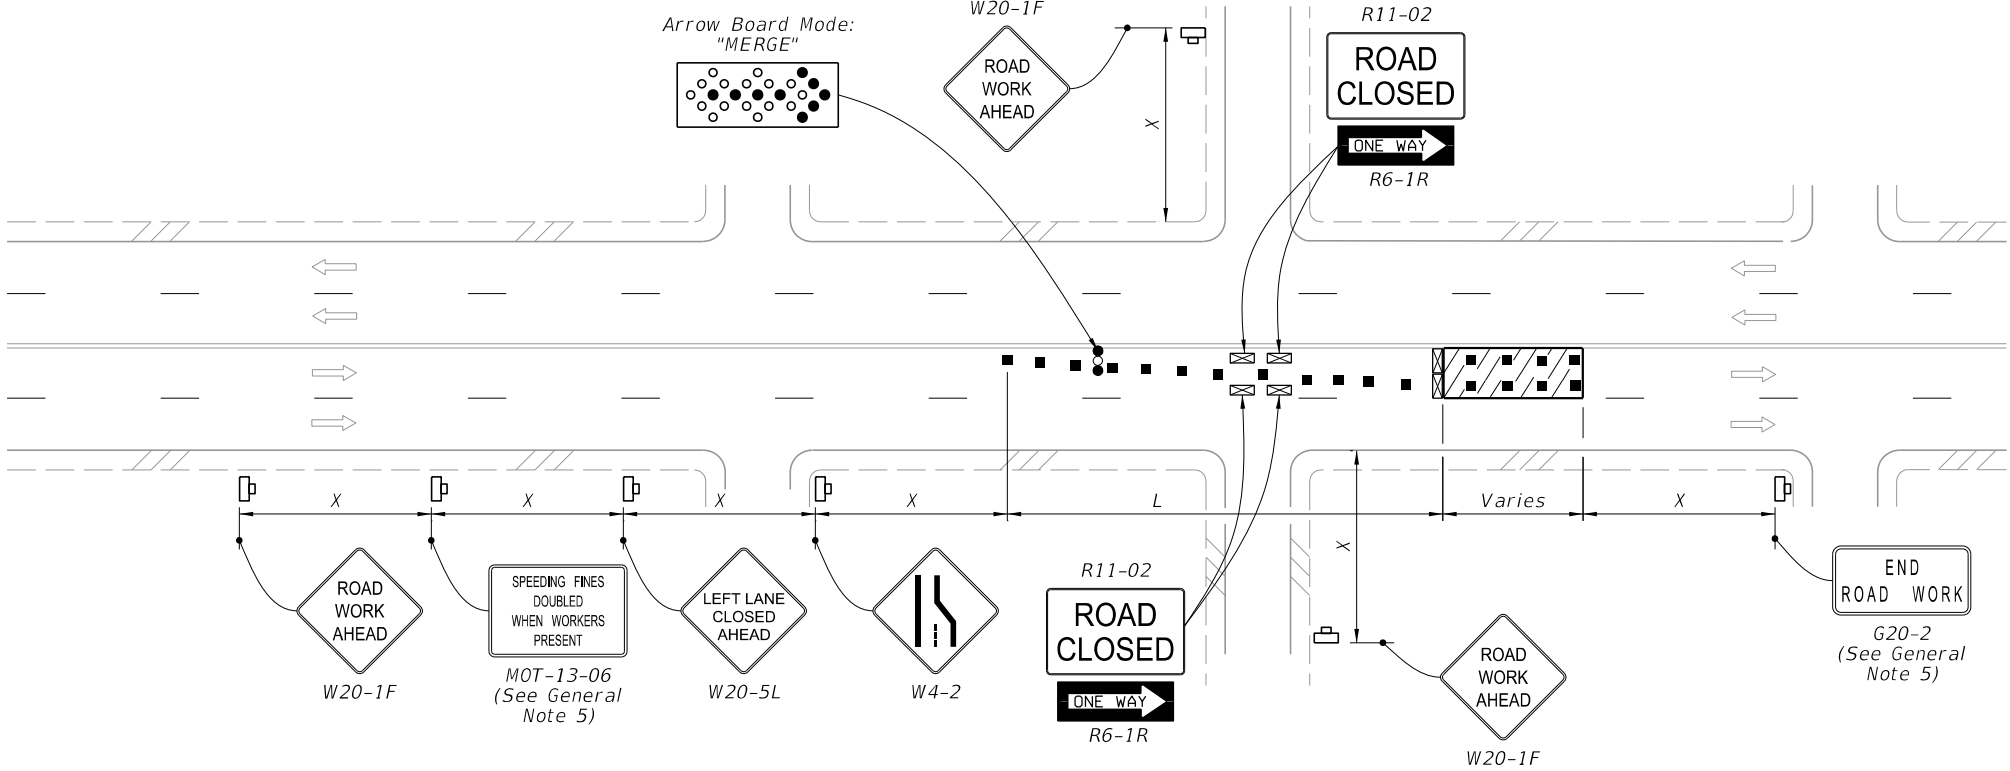 Arrow Board Mode:
"MERGE"
W20-1F
ROAD
WORK
AHEAD
X
R11-02
ROAD
CLOSED
ONE WAY
R6-1R
X
X
X
X
L
Varies
X
X
ROAD
WORK
AHEAD
W20-1F
SPEEDING FINES
DOUBLED
WHEN WORKERS
PRESENT
MOT-13-06
(See General
Note 5)
LEFT LANE
CLOSED
AHEAD
W20-5L
W4-2
R11-02
ROAD
CLOSED
ONE WAY
R6-1R
ROAD
WORK
AHEAD
W20-1F
END
ROAD WORK
G20-2
(See General
Note 5)